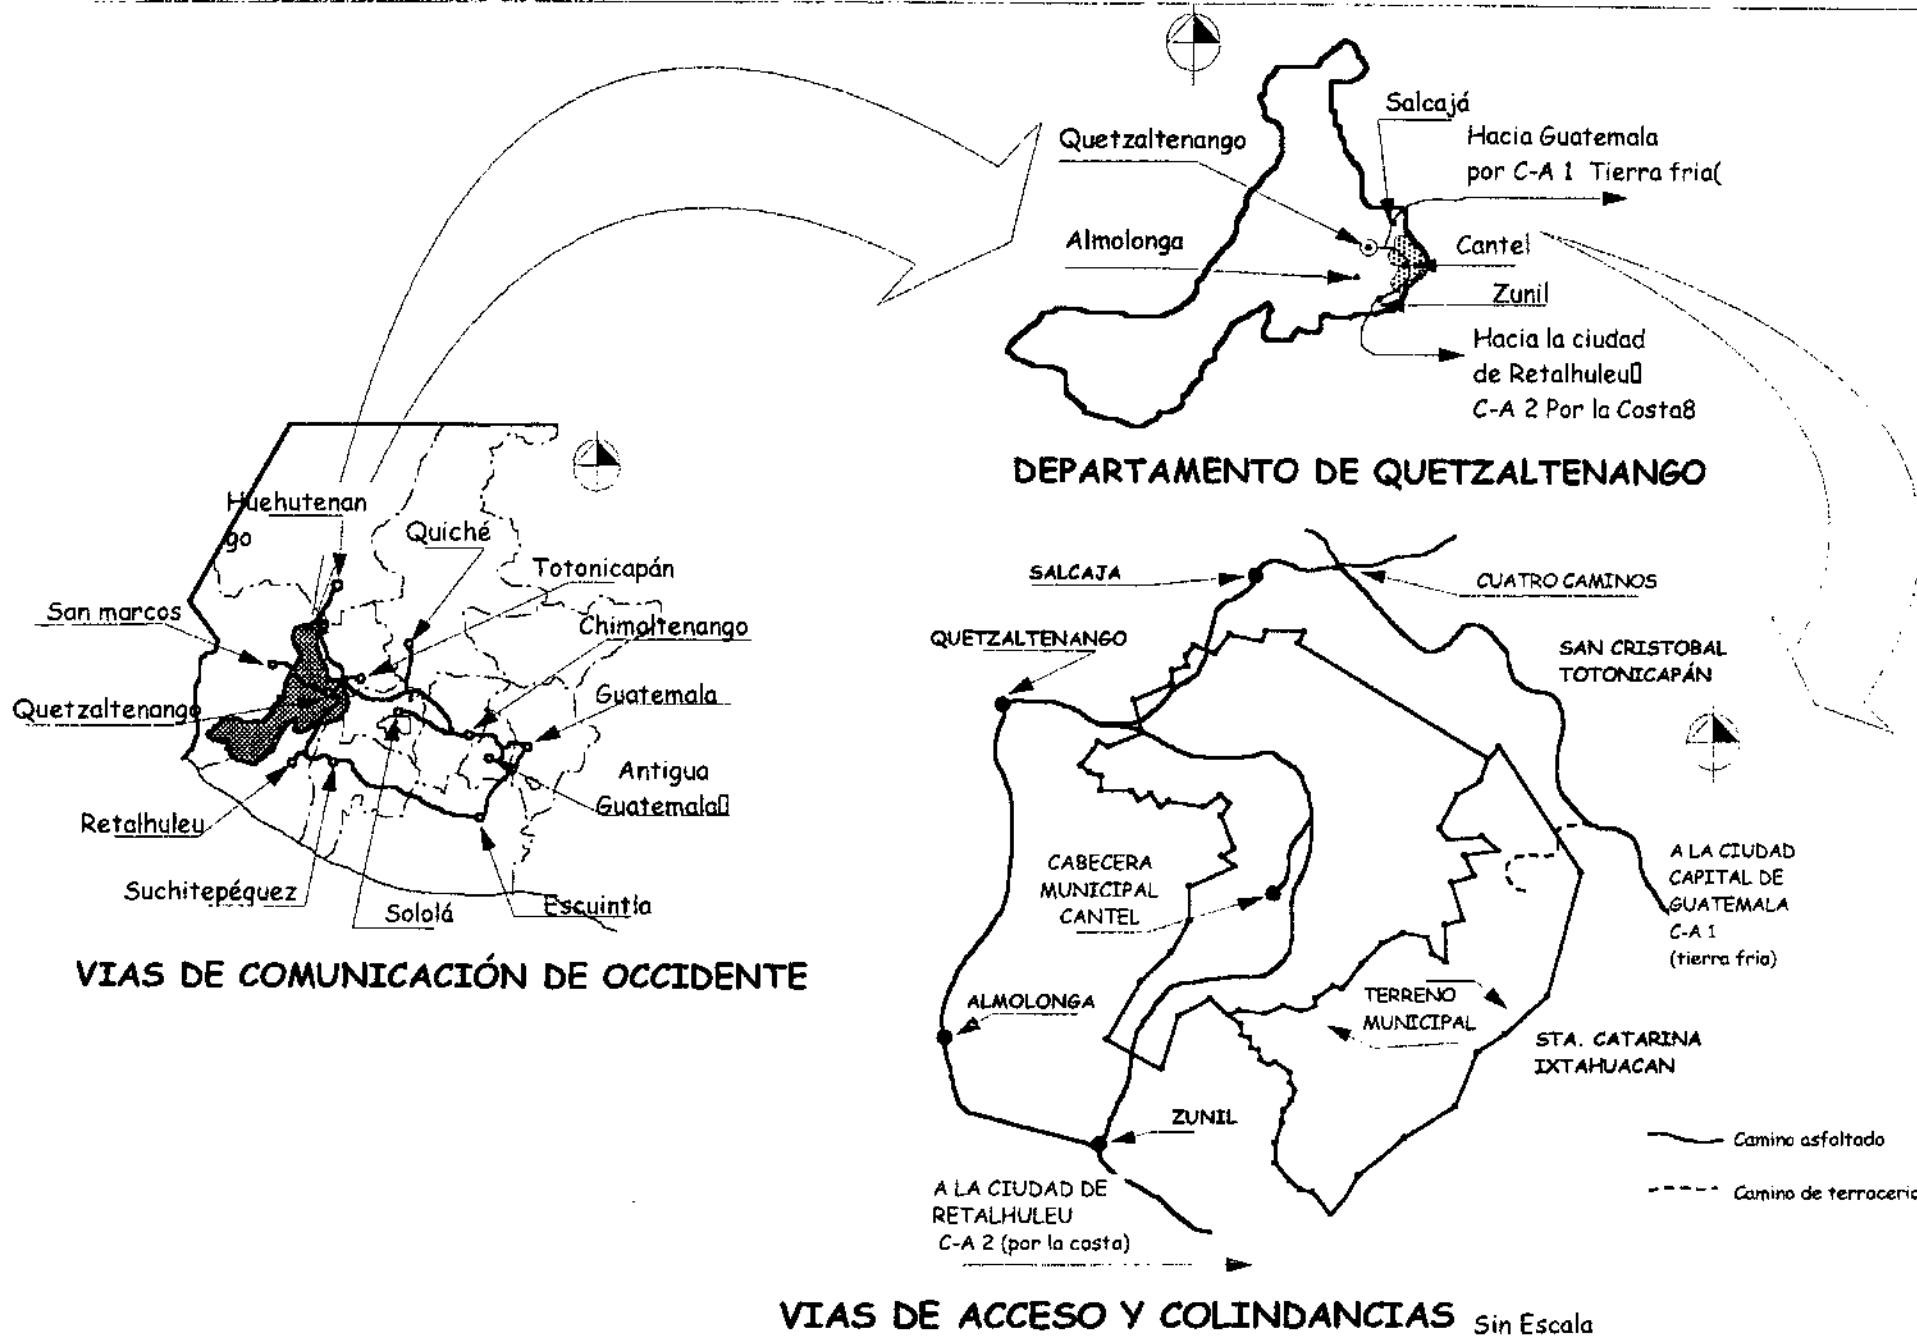 Salcajá
Quetzaltenango
Hacia Guatemala
por C-A 1 Tierra fria(
Almolonga
Cantel
Zunil
Hacia la ciudad
de Retalhuleu▯
C-A 2 Por la Costa8
DEPARTAMENTO DE QUETZALTENANGO
Huehutenan
go
Quiché
Totonicapán
San marcos
Chimaltenango
Quetzaltenango
Guatemala
Antigua
Guatemala▯
Retalhuleu
Suchitepéquez
Sololá
Escuintla
VIAS DE COMUNICACIÓN DE OCCIDENTE
SALCAJA
CUATRO CAMINOS
QUETZALTENANGO
SAN CRISTOBAL
TOTONICAPÁN
CABECERA
MUNICIPAL
CANTEL
A LA CIUDAD
CAPITAL DE
GUATEMALA
C-A 1
(tierra fria)
ALMOLONGA
TERRENO
MUNICIPAL
STA. CATARINA
IXTAHUACAN
ZUNIL
Camino asfaltado
Camino de terraceria
A LA CIUDAD DE
RETALHULEU
C-A 2 (por la costa)
VIAS DE ACCESO Y COLINDANCIAS Sin Escala